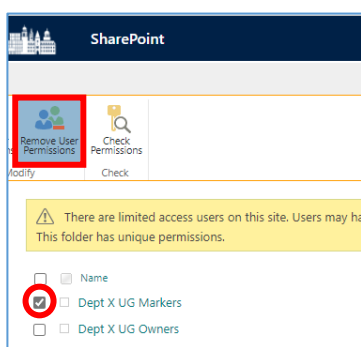 SharePoint
Remove User Check
Permissions Permissions
Modify Check
There are limited access users on this site. Users may ha
This folder has unique permissions.
Name
Dept X UG Markers
Dept X UG Owners